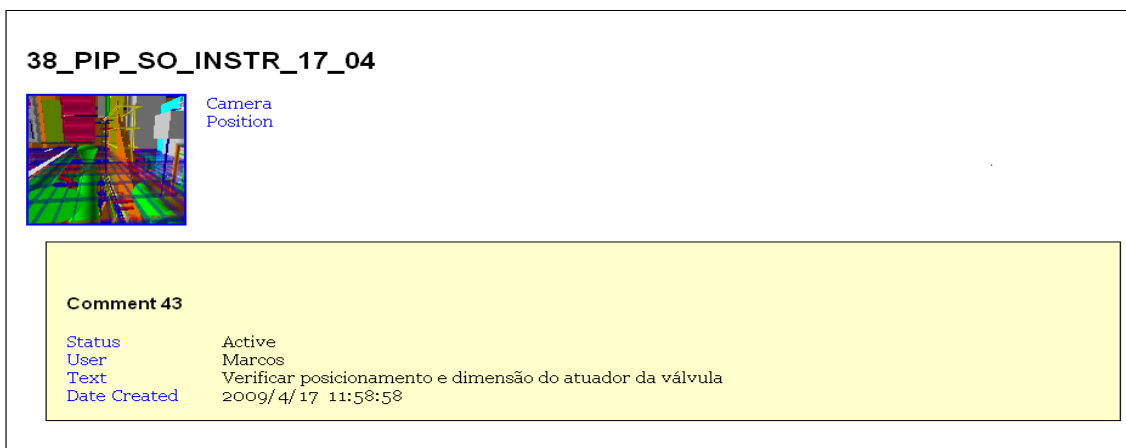 38_PIP_SO_INSTR_17_04
Camera
Position
Comment 43
Status Active
User Marcos
Text Verificar posicionamento e dimensão do atuador da válvula
Date Created 2009/4/17 11:58:58